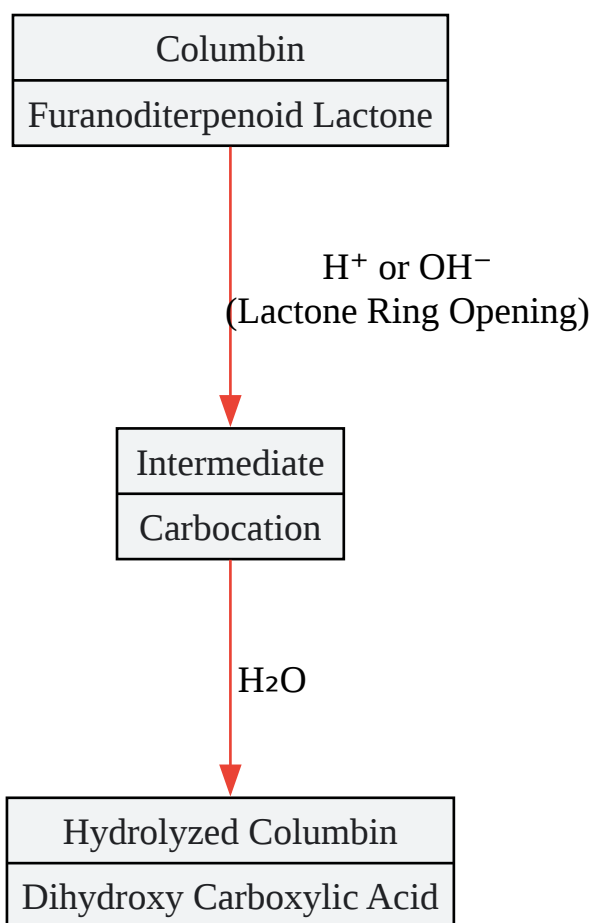 Columbin
Furanoditerpenoid Lactone
H⁺ or OH⁻
(Lactone Ring Opening)
Intermediate
Carbocation
H₂O
Hydrolyzed Columbin
Dihydroxy Carboxylic Acid